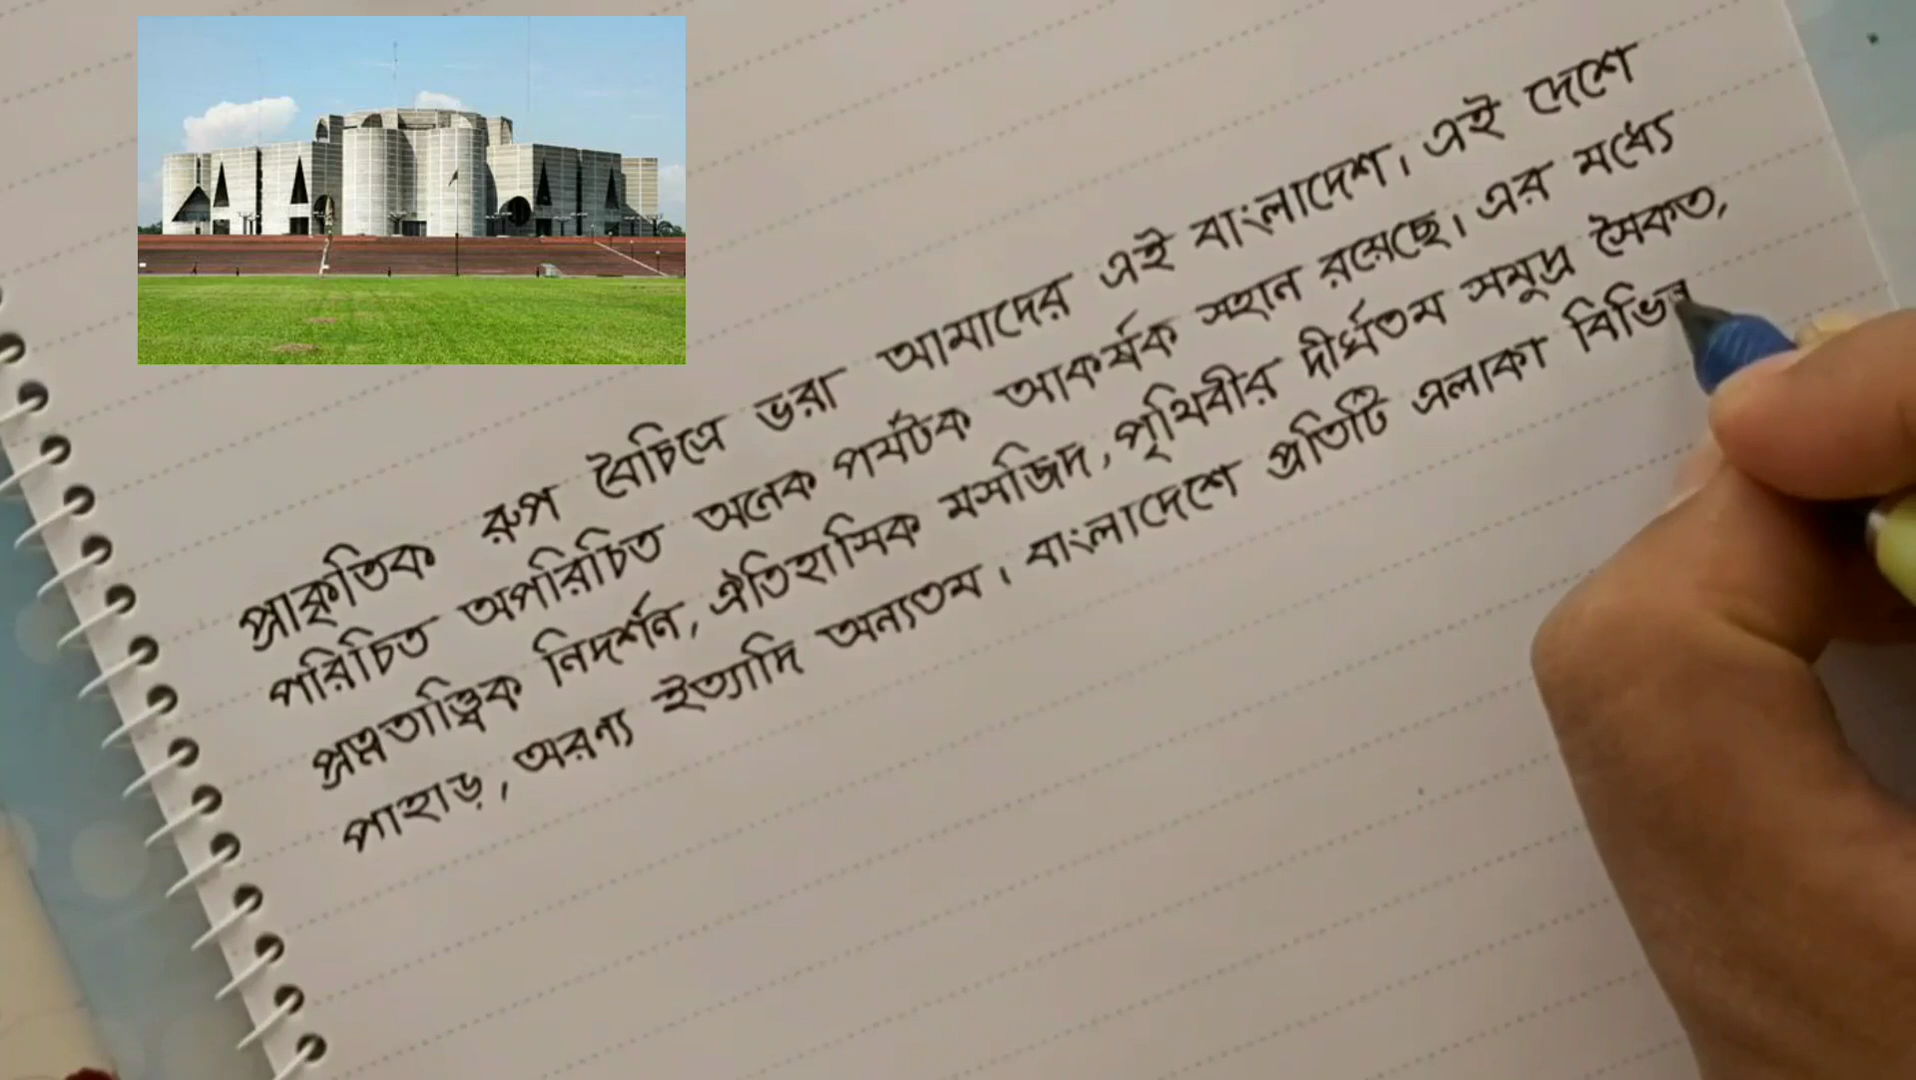 প্রাকৃতিক রুপ বৈচিত্রে ভরা আমাদের এই বাংলাদেশ। এই দেশে
পরিচিত অপরিচিত অনেক পর্যটক আকর্ষক স্হান রয়েছে। এর মধ্যে
প্রত্নতাত্ত্বিক নিদর্শন, ঐতিহাসিক মসজিদ, পৃথিবীর দীর্ঘতম সমুদ্র সৈকত,
পাহাড়, অরণ্য ইত্যাদি অন্যতম। বাংলাদেশে প্রতিটি এলাকা